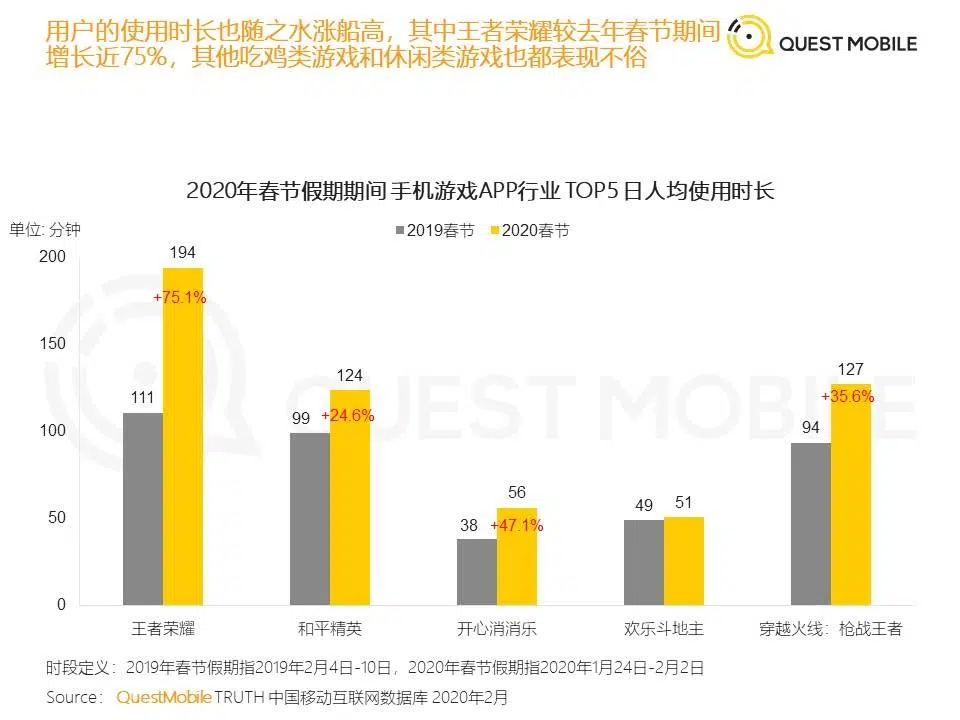 用户的使用时长也随之水涨船高，其中王者荣耀较去年春节期间
增长近75%，其他吃鸡类游戏和休闲类游戏也都表现不俗
QUEST MOBILE
2020年春节假期期间 手机游戏APP行业 TOP5 日人均使用时长
单位: 分钟
2019春节 2020春节
200
150
100
50
0
111
194
+75.1%
99
124
+24.6%
38
56
+47.1%
49
51
94
127
+35.6%
QUEST MOBILE
王者荣耀 和平精英 开心消消乐 欢乐斗地主 穿越火线：枪战王者
时段定义：2019年春节假期指2019年2月4日-10日，2020年春节假期指2020年1月24日-2月2日
Source： QuestMobile TRUTH 中国移动互联网数据库 2020年2月